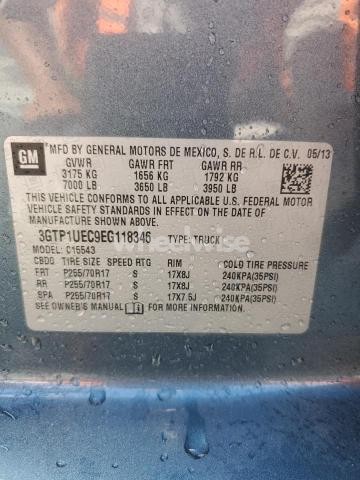 GM
MFD BY GENERAL MOTORS DE MEXICO, S. DE R.L. DE C.V. 05/13
GVWR GAWR FRT GAWR RR
3175 KG 1656 KG 1792 KG
7000 LB 3650 LB 3950 LB
THIS VEHICLE CONFORMS TO ALL APPLICABLE U.S. FEDERAL MOTOR
VEHICLE SAFETY STANDARDS IN EFFECT ON THE DATE OF
MANUFACTURE SHOWN ABOVE.
3GTP1UEC9EG118346 TYPE: TRUCK
MODEL: C15543
CBDG TIRE SIZE SPEED RTG RIM COLD TIRE PRESSURE
FRT P255/70R17 S 17X8J 240KPA(35PSI)
RR P255/70R17 S 17X8J 240KPA(35PSI)
SPA P255/70R17 S 17X7.5J 240KPA(35PSI)
SEE OWNER'S MANUAL FOR MORE INFORMATION